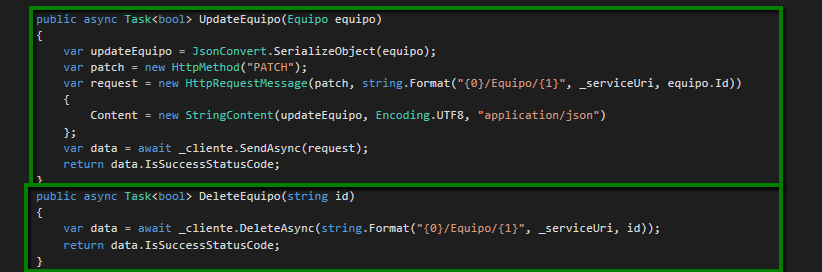 public async Task<bool> UpdateEquipo(Equipo equipo)
{
var updateEquipo = JsonConvert.SerializeObject(equipo);
var patch = new HttpMethod("PATCH");
var request = new HttpRequestMessage(patch, string.Format("{0}/Equipo/{1}", _serviceUri, equipo.Id))
{
Content = new StringContent(updateEquipo, Encoding.UTF8, "application/json")
};
var data = await _cliente.SendAsync(request);
return data.IsSuccessStatusCode;
}
public async Task<bool> DeleteEquipo(string id)
{
var data = await _cliente.DeleteAsync(string.Format("{0}/Equipo/{1}", _serviceUri, id));
return data.IsSuccessStatusCode;
}